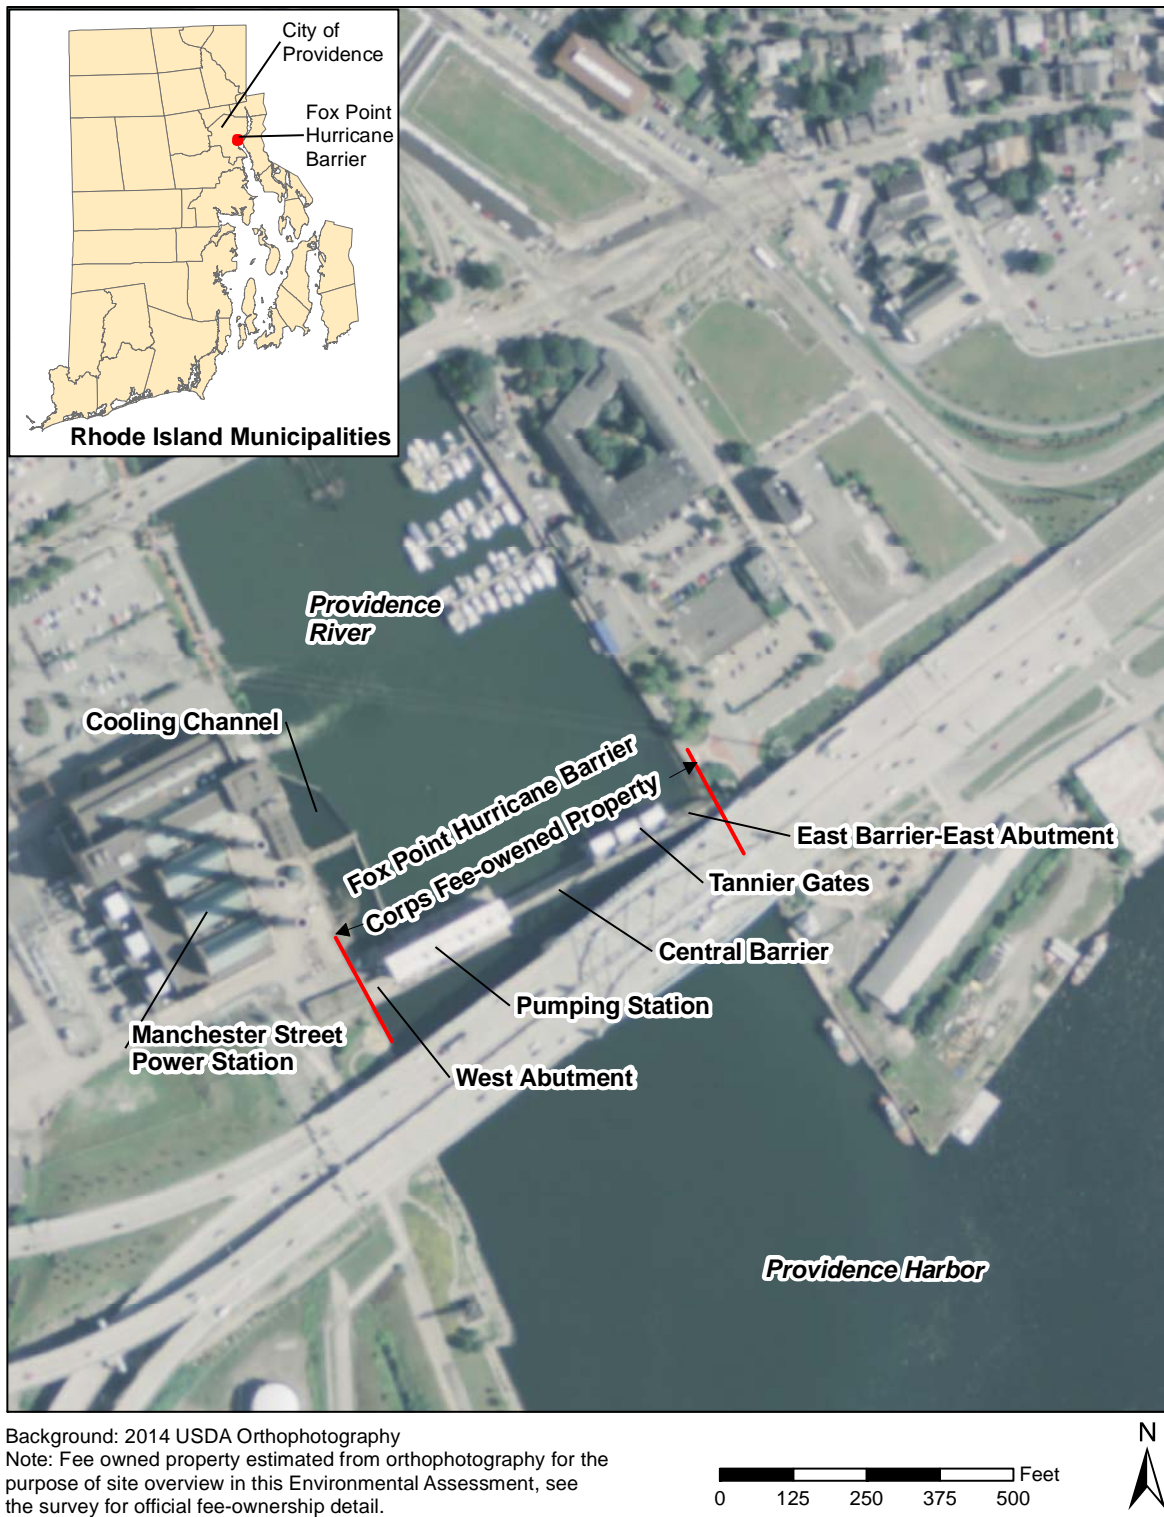 City of
Providence
Fox Point
Hurricane
Barrier
Rhode Island Municipalities
Providence
River
Cooling Channel
Fox Point Hurricane Barrier
Corps Fee-owened Property
East Barrier-East Abutment
Tannier Gates
Central Barrier
Pumping Station
Manchester Street
Power Station
West Abutment
Providence Harbor
Background: 2014 USDA Orthophotography
Note: Fee owned property estimated from orthophotography for the
purpose of site overview in this Environmental Assessment, see
the survey for official fee-ownership detail.
N
Feet
0 125 250 375 500